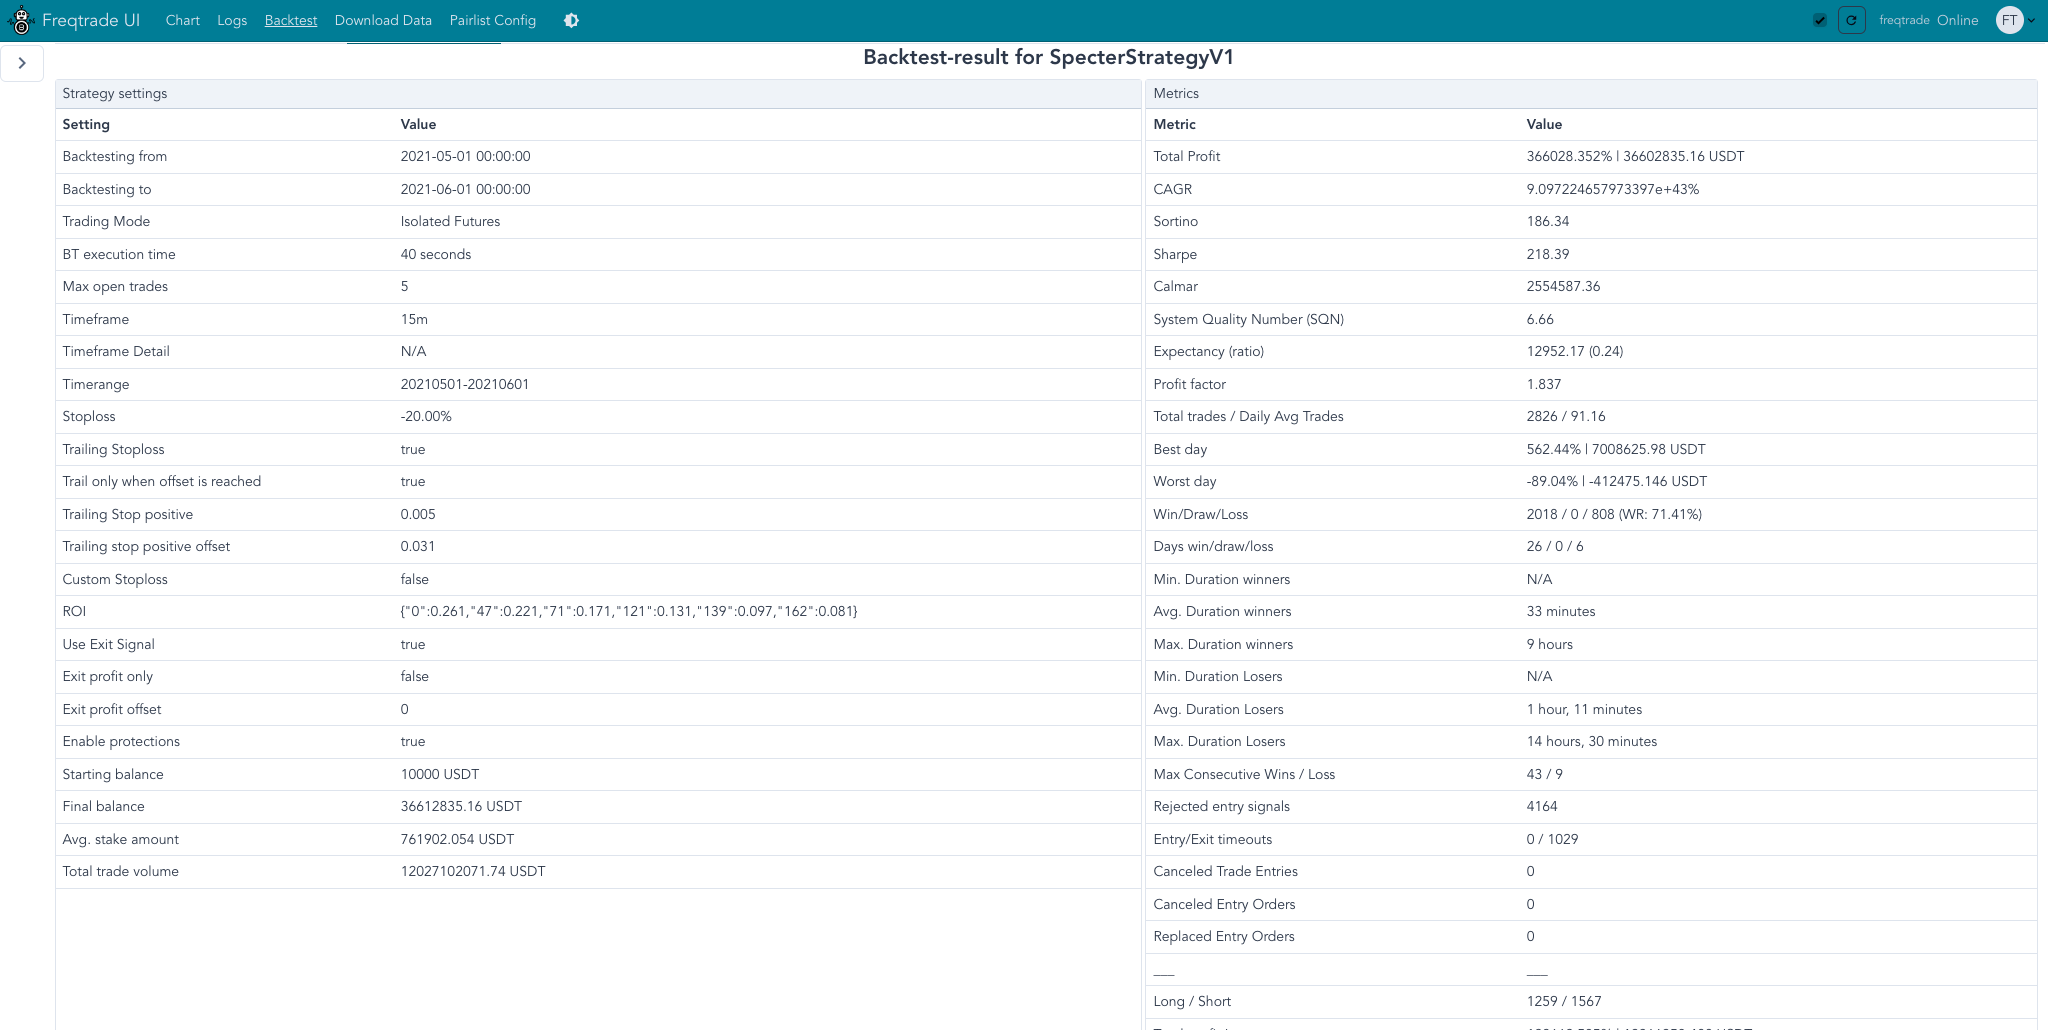 Freqtrade UI Chart Logs Backtest Download Data Pairlist Config freqtrade Online FT
Backtest-result for SpecterStrategyV1
Strategy settings
Setting Value
Backtesting from 2021-05-01 00:00:00
Backtesting to 2021-06-01 00:00:00
Trading Mode Isolated Futures
BT execution time 40 seconds
Max open trades 5
Timeframe 15m
Timeframe Detail N/A
Timerange 20210501-20210601
Stoploss -20.00%
Trailing Stoploss true
Trail only when offset is reached true
Trailing Stop positive 0.005
Trailing stop positive offset 0.031
Custom Stoploss false
ROI {"0":0.261,"47":0.221,"71":0.171,"121":0.131,"139":0.097,"162":0.081}
Use Exit Signal true
Exit profit only false
Exit profit offset 0
Enable protections true
Starting balance 10000 USDT
Final balance 36612835.16 USDT
Avg. stake amount 761902.054 USDT
Total trade volume 12027102071.74 USDT
Metrics
Metric Value
Total Profit 366028.352% | 36602835.16 USDT
CAGR 9.097224657973397e+43%
Sortino 186.34
Sharpe 218.39
Calmar 2554587.36
System Quality Number (SQN) 6.66
Expectancy (ratio) 12952.17 (0.24)
Profit factor 1.837
Total trades / Daily Avg Trades 2826 / 91.16
Best day 562.44% | 7008625.98 USDT
Worst day -89.04% | -412475.146 USDT
Win/Draw/Loss 2018 / 0 / 808 (WR: 71.41%)
Days win/draw/loss 26 / 0 / 6
Min. Duration winners N/A
Avg. Duration winners 33 minutes
Max. Duration winners 9 hours
Min. Duration Losers N/A
Avg. Duration Losers 1 hour, 11 minutes
Max. Duration Losers 14 hours, 30 minutes
Max Consecutive Wins / Loss 43 / 9
Rejected entry signals 4164
Entry/Exit timeouts 0 / 1029
Canceled Trade Entries 0
Canceled Entry Orders 0
Replaced Entry Orders 0
___ ___
Long / Short 1259 / 1567